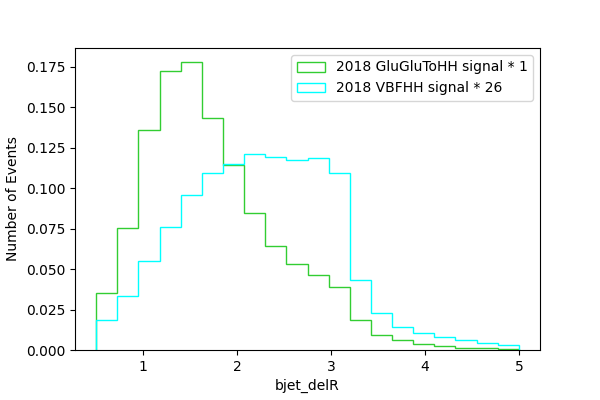 2018 GluGluToHH signal * 1
2018 VBFHH signal * 26
Number of Events
0.175
0.150
0.125
0.100
0.075
0.050
0.025
0.000
1 2 3 4 5
bjet_delR